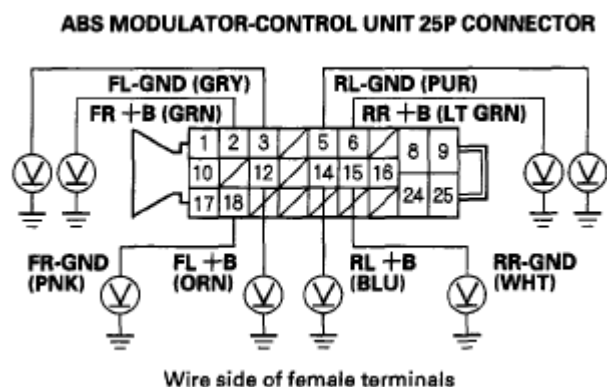 ABS MODULATOR-CONTROL UNIT 25P CONNECTOR
FL-GND (GRY) RL-GND (PUR)
FR +B (GRN) RR +B (LT GRN)
1 2 3 5 6 8 9
10 12 14 15 16
17 18 24 25
V V V V
FR-GND FL +B RL +B RR-GND
(PNK) (ORN) (BLU) (WHT)
V V V V
Wire side of female terminals